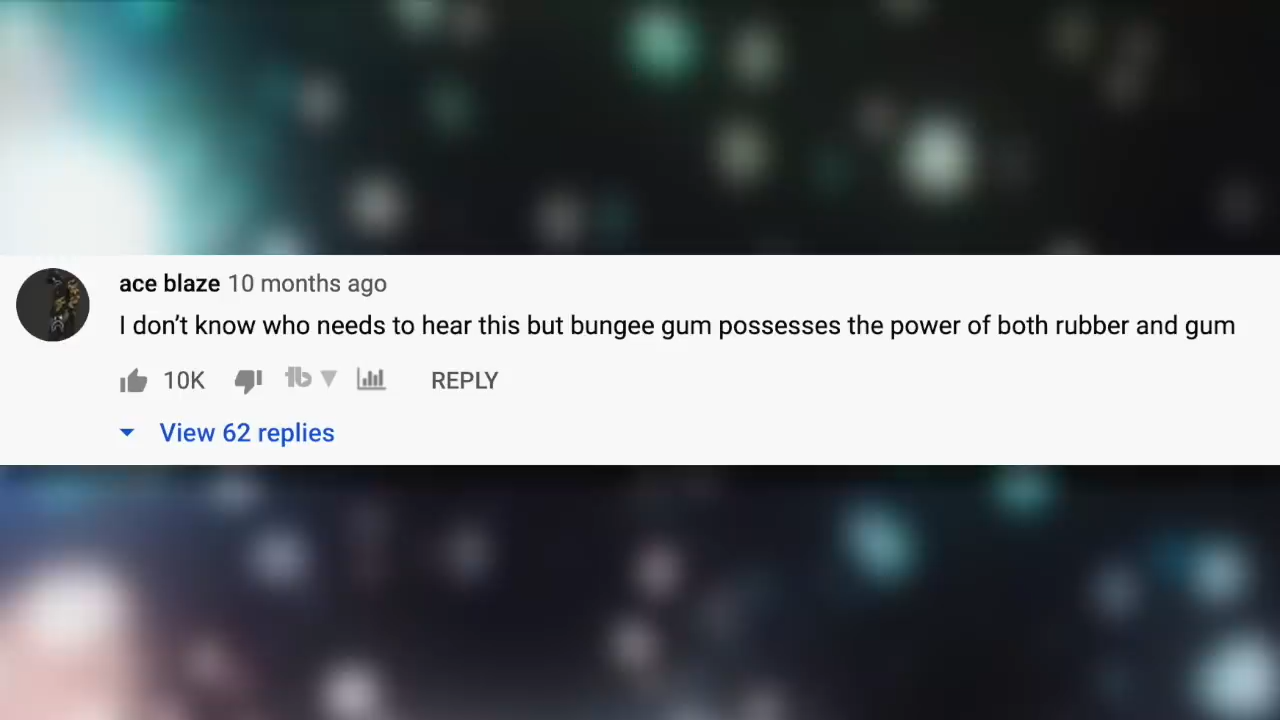 ace blaze 10 months ago
I don’t know who needs to hear this but bungee gum possesses the power of both rubber and gum
10K tb REPLY
View 62 replies